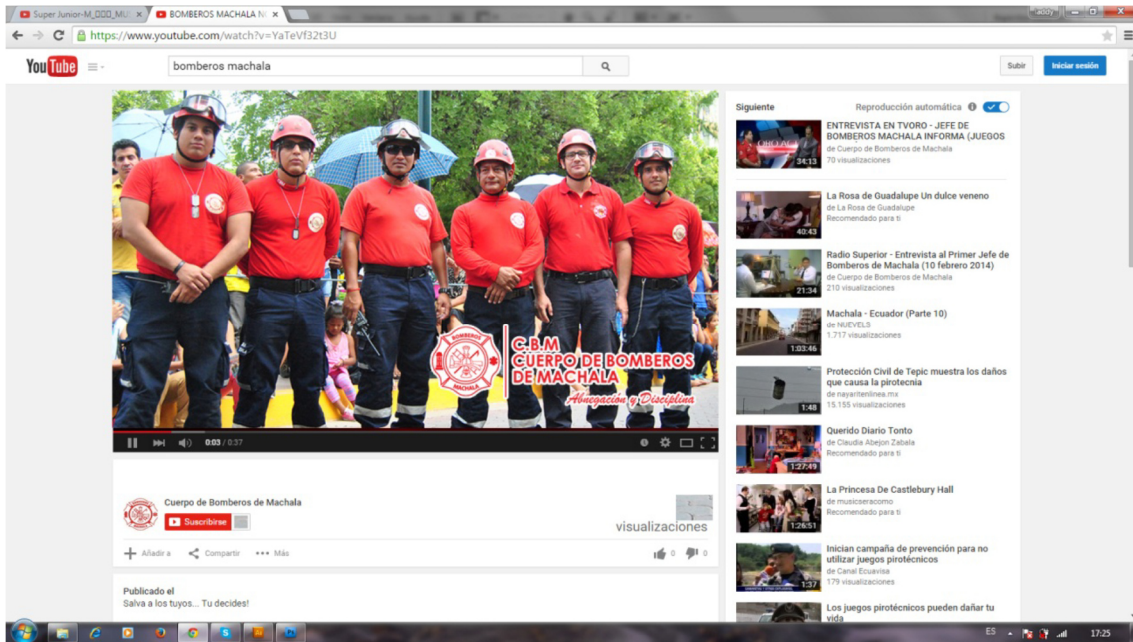 Super Junior-M_
BOMBEROS MACHALA N
https://www.youtube.com/watch?v=YaTeVf32t3U
YouTube
bomberos machala
Subir
Iniciar sesión
BOMBEROS
MACHALA
C.B.M
CUERPO DE BOMBEROS
DE MACHALA
Abnegacion y Disciplina
0:03 / 0:37
Cuerpo de Bomberos de Machala
Suscribirse
visualizaciones
Añadir a
Compartir
Más
0
0
Publicado el
Salva a los tuyos... Tu decides!
Siguiente
Reproducción automática
ENTREVISTA EN TVORO - JEFE DE
BOMBEROS MACHALA INFORMA (JUEGOS
de Cuerpo de Bomberos de Machala
70 visualizaciones
34:13
La Rosa de Guadalupe Un dulce veneno
de La Rosa de Guadalupe
Recomendado para ti
40:43
Radio Superior - Entrevista al Primer Jefe de
Bomberos de Machala (10 febrero 2014)
de Cuerpo de Bomberos de Machala
210 visualizaciones
21:34
Machala - Ecuador (Parte 10)
de NUEVELS
1.717 visualizaciones
1:03:46
Protección Civil de Tepic muestra los daños
que causa la pirotecnia
de nayaritenlinea.mx
15.155 visualizaciones
1:48
Querido Diario Tonto
de Claudia Abejon Zabala
Recomendado para ti
1:27:49
La Princesa De Castlebury Hall
de musicseracomo
Recomendado para ti
1:26:51
Inician campaña de prevención para no
utilizar juegos pirotécnicos
de Canal Ecuavisa
179 visualizaciones
1:37
Los juegos pirotécnicos pueden dañar tu
vida
ES
17:25